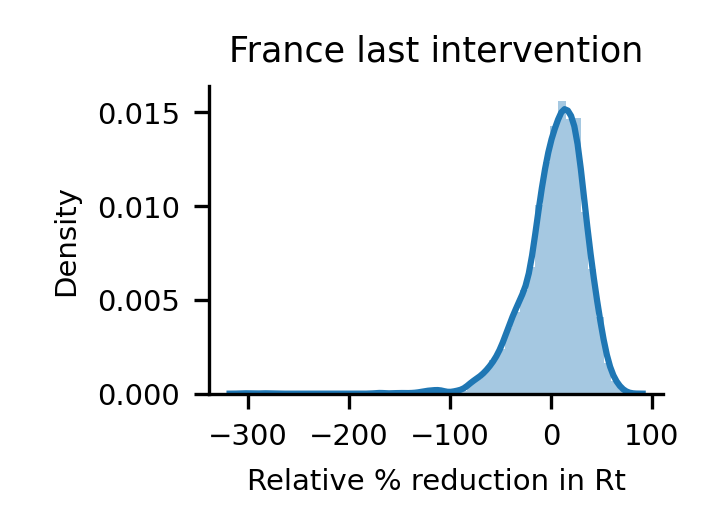 France last intervention
0.015
0.010
0.005
0.000
Density
−300 −200 −100 0 100
Relative % reduction in Rt